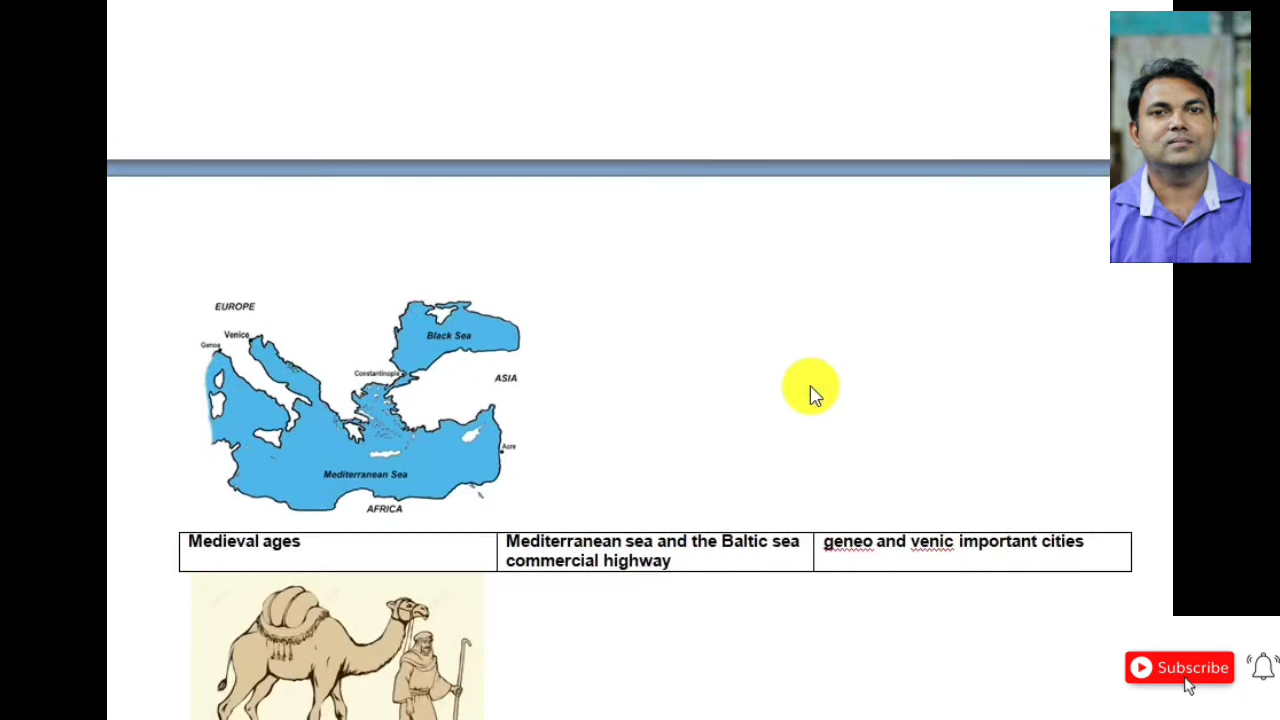 EUROPE
Venice
Genoa
Black Sea
Constantinople
ASIA
Acre
Mediterranean Sea
AFRICA
Medieval ages
Mediterranean sea and the Baltic sea
commercial highway
geneo and venic important cities
Subscribe